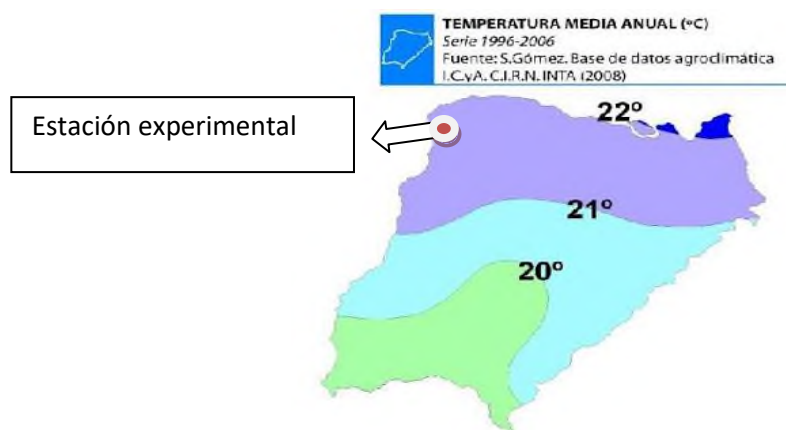 TEMPERATURA MEDIA ANUAL (ºC)
Serie 1996-2006
Fuente: S.Gómez. Base de datos agroclimática
I.C.yA. C.I.R.N. INTA (2008)
Estación experimental
22º
21º
20º